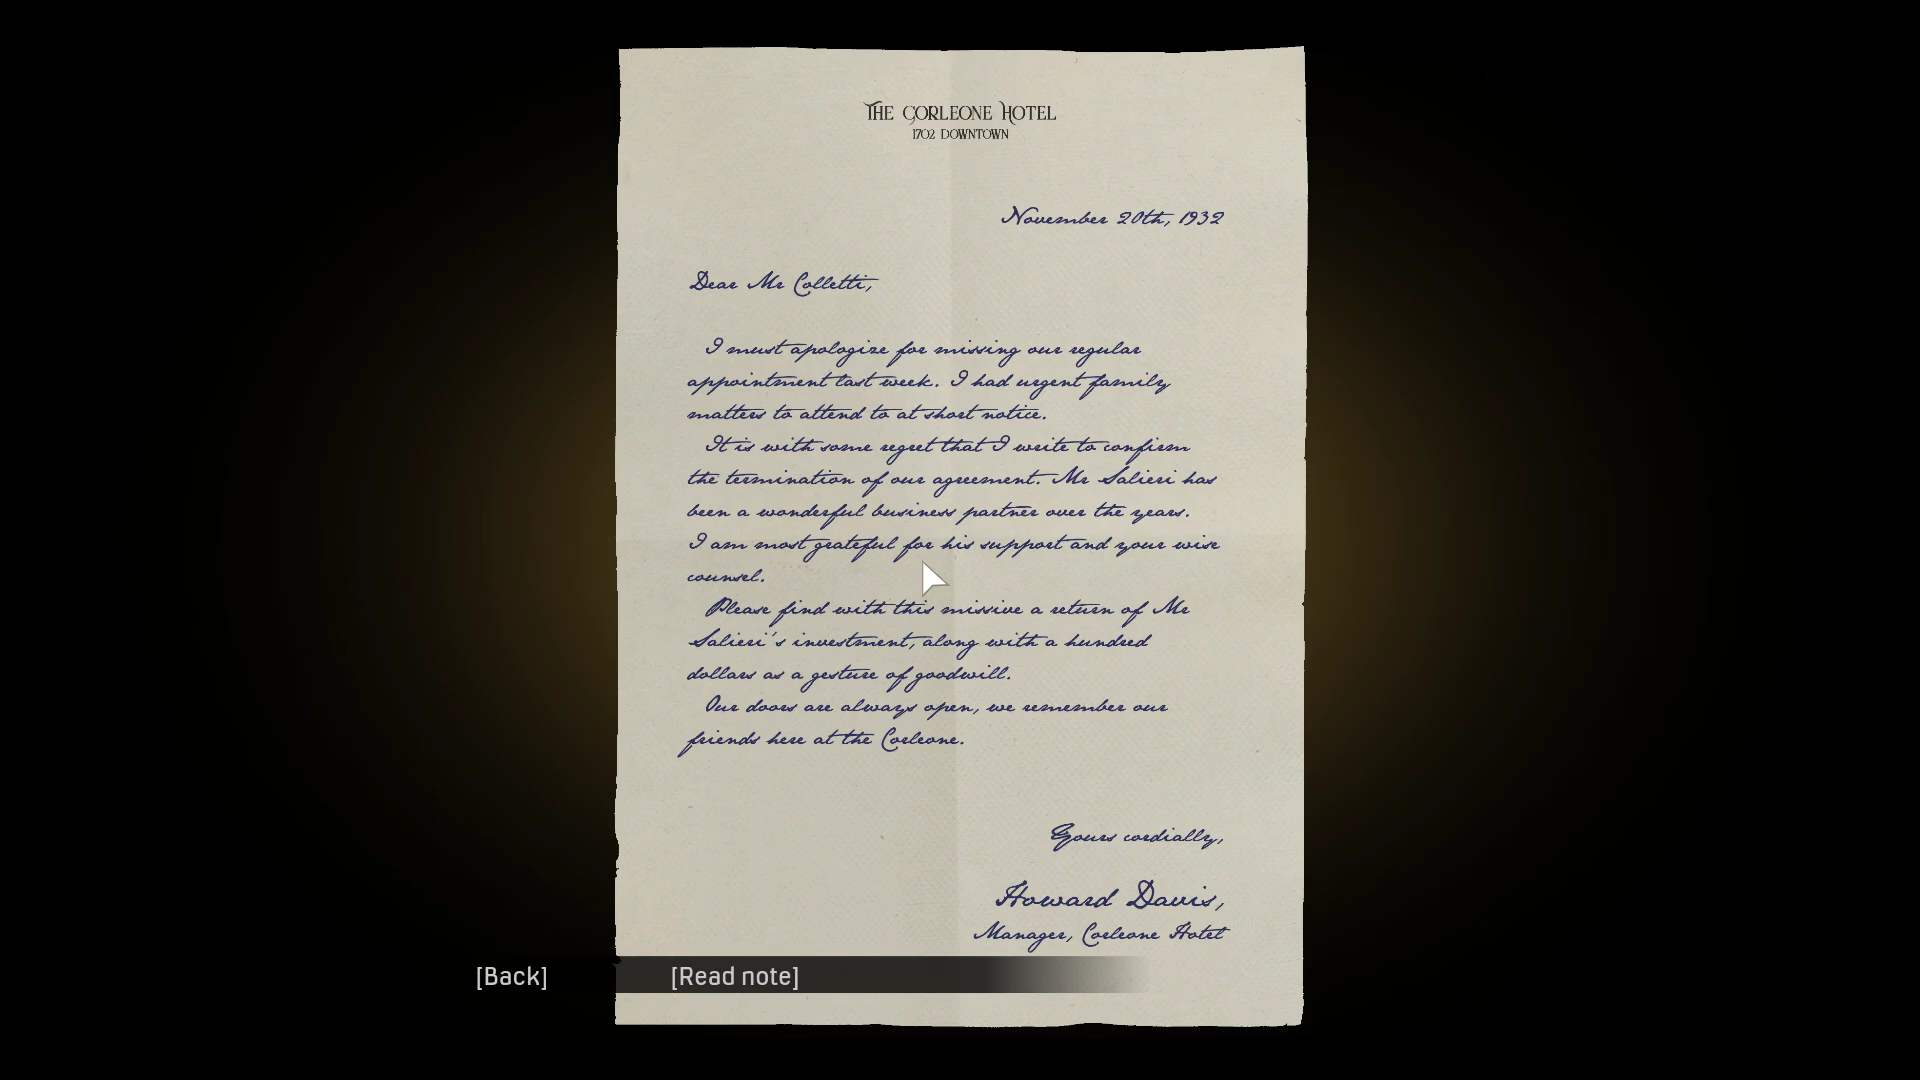 The Corleone Hotel
1702 Downtown
November 20th, 1932
Dear Mr Colletti,
I must apologize for missing our regular
appointment last week. I had urgent family
matters to attend to at short notice.
It is with some regret that I write to confirm
the termination of our agreement. Mr Salieri has
been a wonderful business partner over the years.
I am most grateful for his support and your wise
counsel.
Please find with this missive a return of Mr
Salieri's investment, along with a hundred
dollars as a gesture of goodwill.
Our doors are always open, we remember our
friends here at the Corleone.
Yours cordially,
Howard Davis,
Manager, Corleone Hotel
[Back] [Read note]